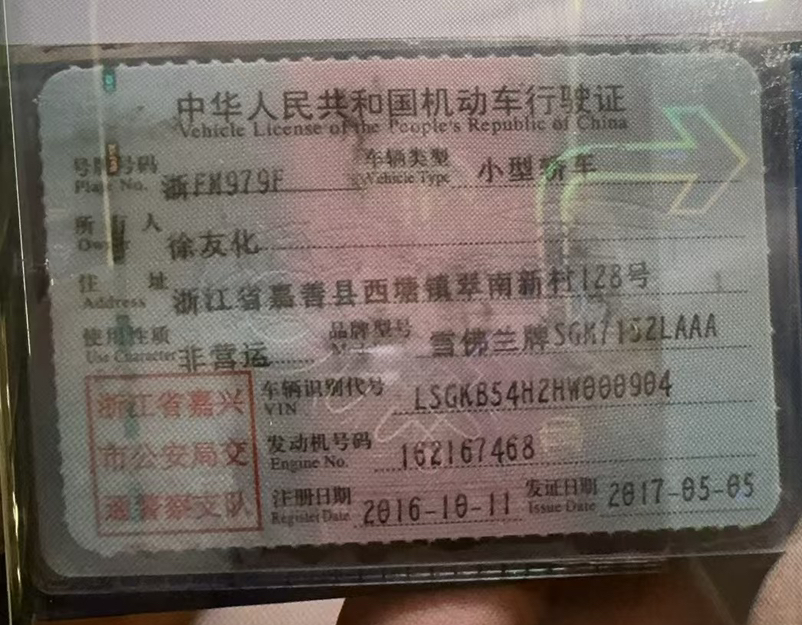 中华人民共和国机动车行驶证
Vehicle License of the People's Republic of China
号牌号码 浙FM979F 车辆类型 小型轿车
Plate No. Vehicle Type
所有人 徐友化
Owner
住址 浙江省嘉善县西塘镇翠南新村128号
Address
使用性质 非营运 品牌型号 雪佛兰牌SGK7152LAAA
Use Character
浙江省嘉兴
市公安局交
通警察支队
车辆识别代号 LSGKB54H2HW000904
VIN
发动机号码 162167468
Engine No.
注册日期 2016-10-11 发证日期 2017-05-05
Register Date Issue Date